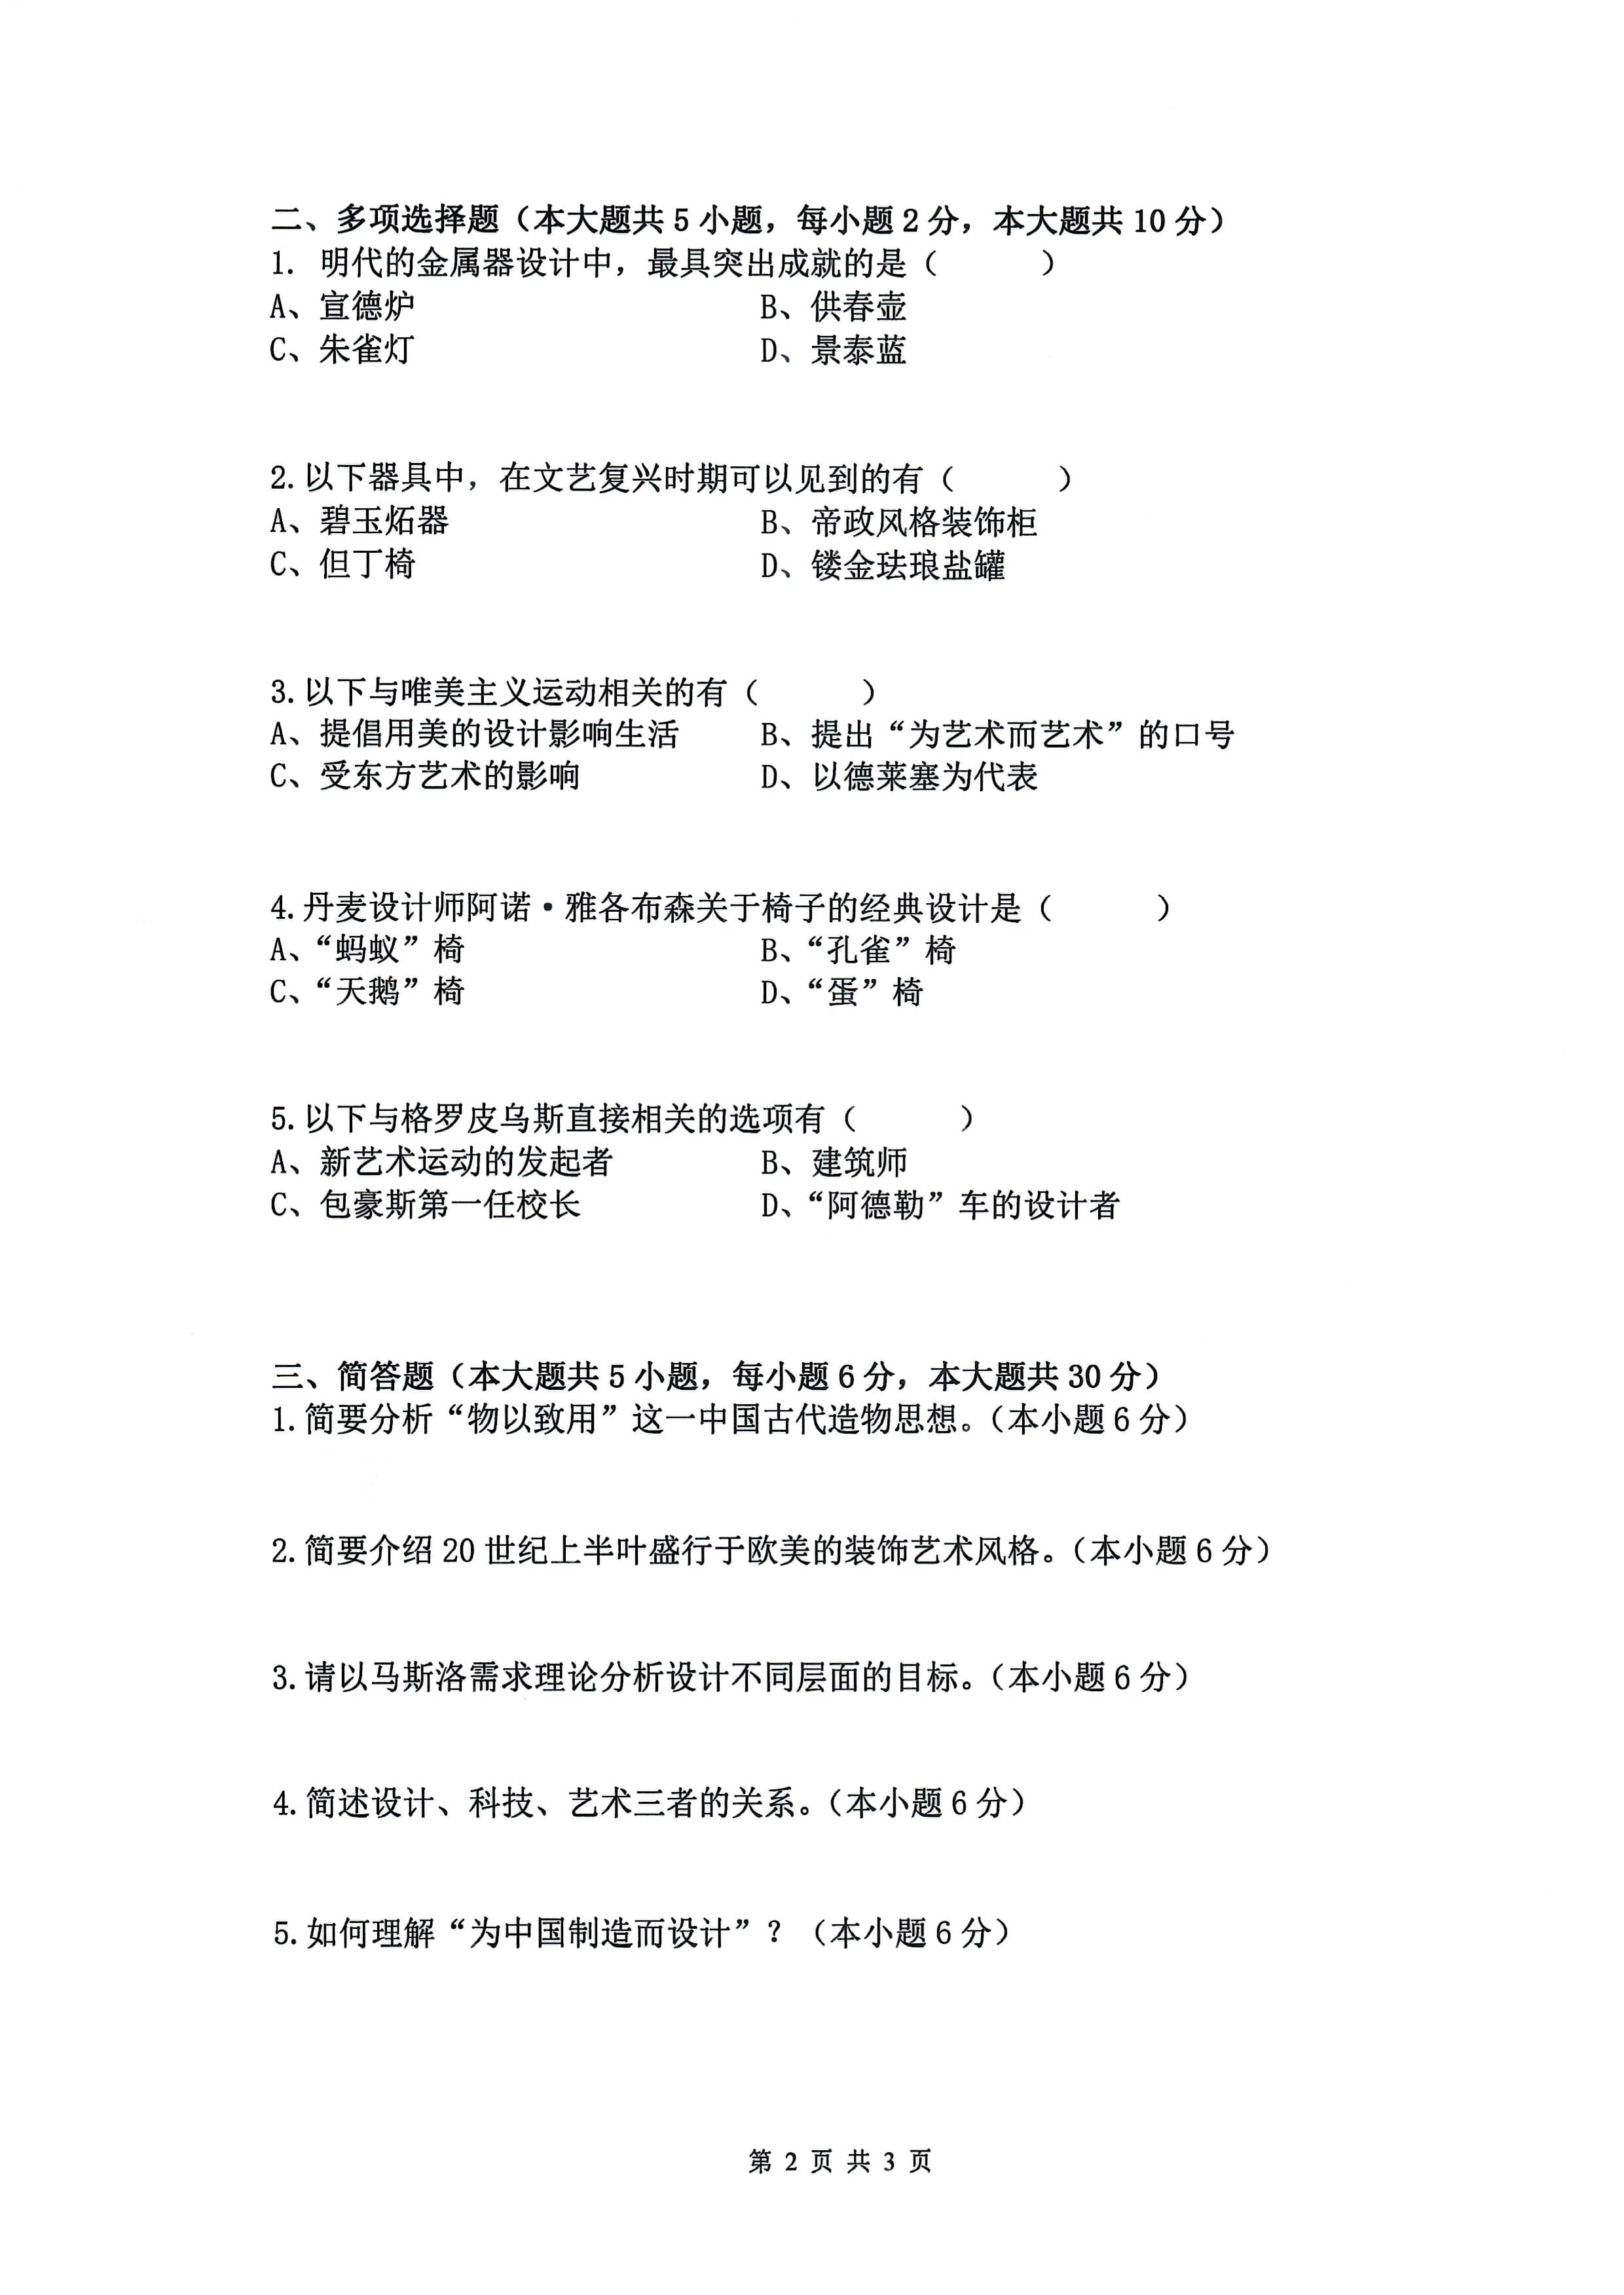 二、多项选择题（本大题共 5 小题，每小题 2 分，本大题共 10 分）
1. 明代的金属器设计中，最具突出成就的是（　　　）
A、宣德炉　　　B、供春壶
C、朱雀灯　　　D、景泰蓝
2.以下器具中，在文艺复兴时期可以见到的有（　　　）
A、碧玉炻器　　　B、帝政风格装饰柜
C、但丁椅　　　D、镂金珐琅盐罐
3.以下与唯美主义运动相关的有（　　　）
A、提倡用美的设计影响生活　　　B、提出“为艺术而艺术”的口号
C、受东方艺术的影响　　　D、以德莱塞为代表
4.丹麦设计师阿诺·雅各布森关于椅子的经典设计是（　　　）
A、“蚂蚁”椅　　　B、“孔雀”椅
C、“天鹅”椅　　　D、“蛋”椅
5.以下与格罗皮乌斯直接相关的选项有（　　　）
A、新艺术运动的发起者　　　B、建筑师
C、包豪斯第一任校长　　　D、“阿德勒”车的设计者
三、简答题（本大题共 5 小题，每小题 6 分，本大题共 30 分）
1.简要分析“物以致用”这一中国古代造物思想。（本小题 6 分）
2.简要介绍 20 世纪上半叶盛行于欧美的装饰艺术风格。（本小题 6 分）
3.请以马斯洛需求理论分析设计不同层面的目标。（本小题 6 分）
4.简述设计、科技、艺术三者的关系。（本小题 6 分）
5.如何理解“为中国制造而设计”？（本小题 6 分）
第 2 页 共 3 页